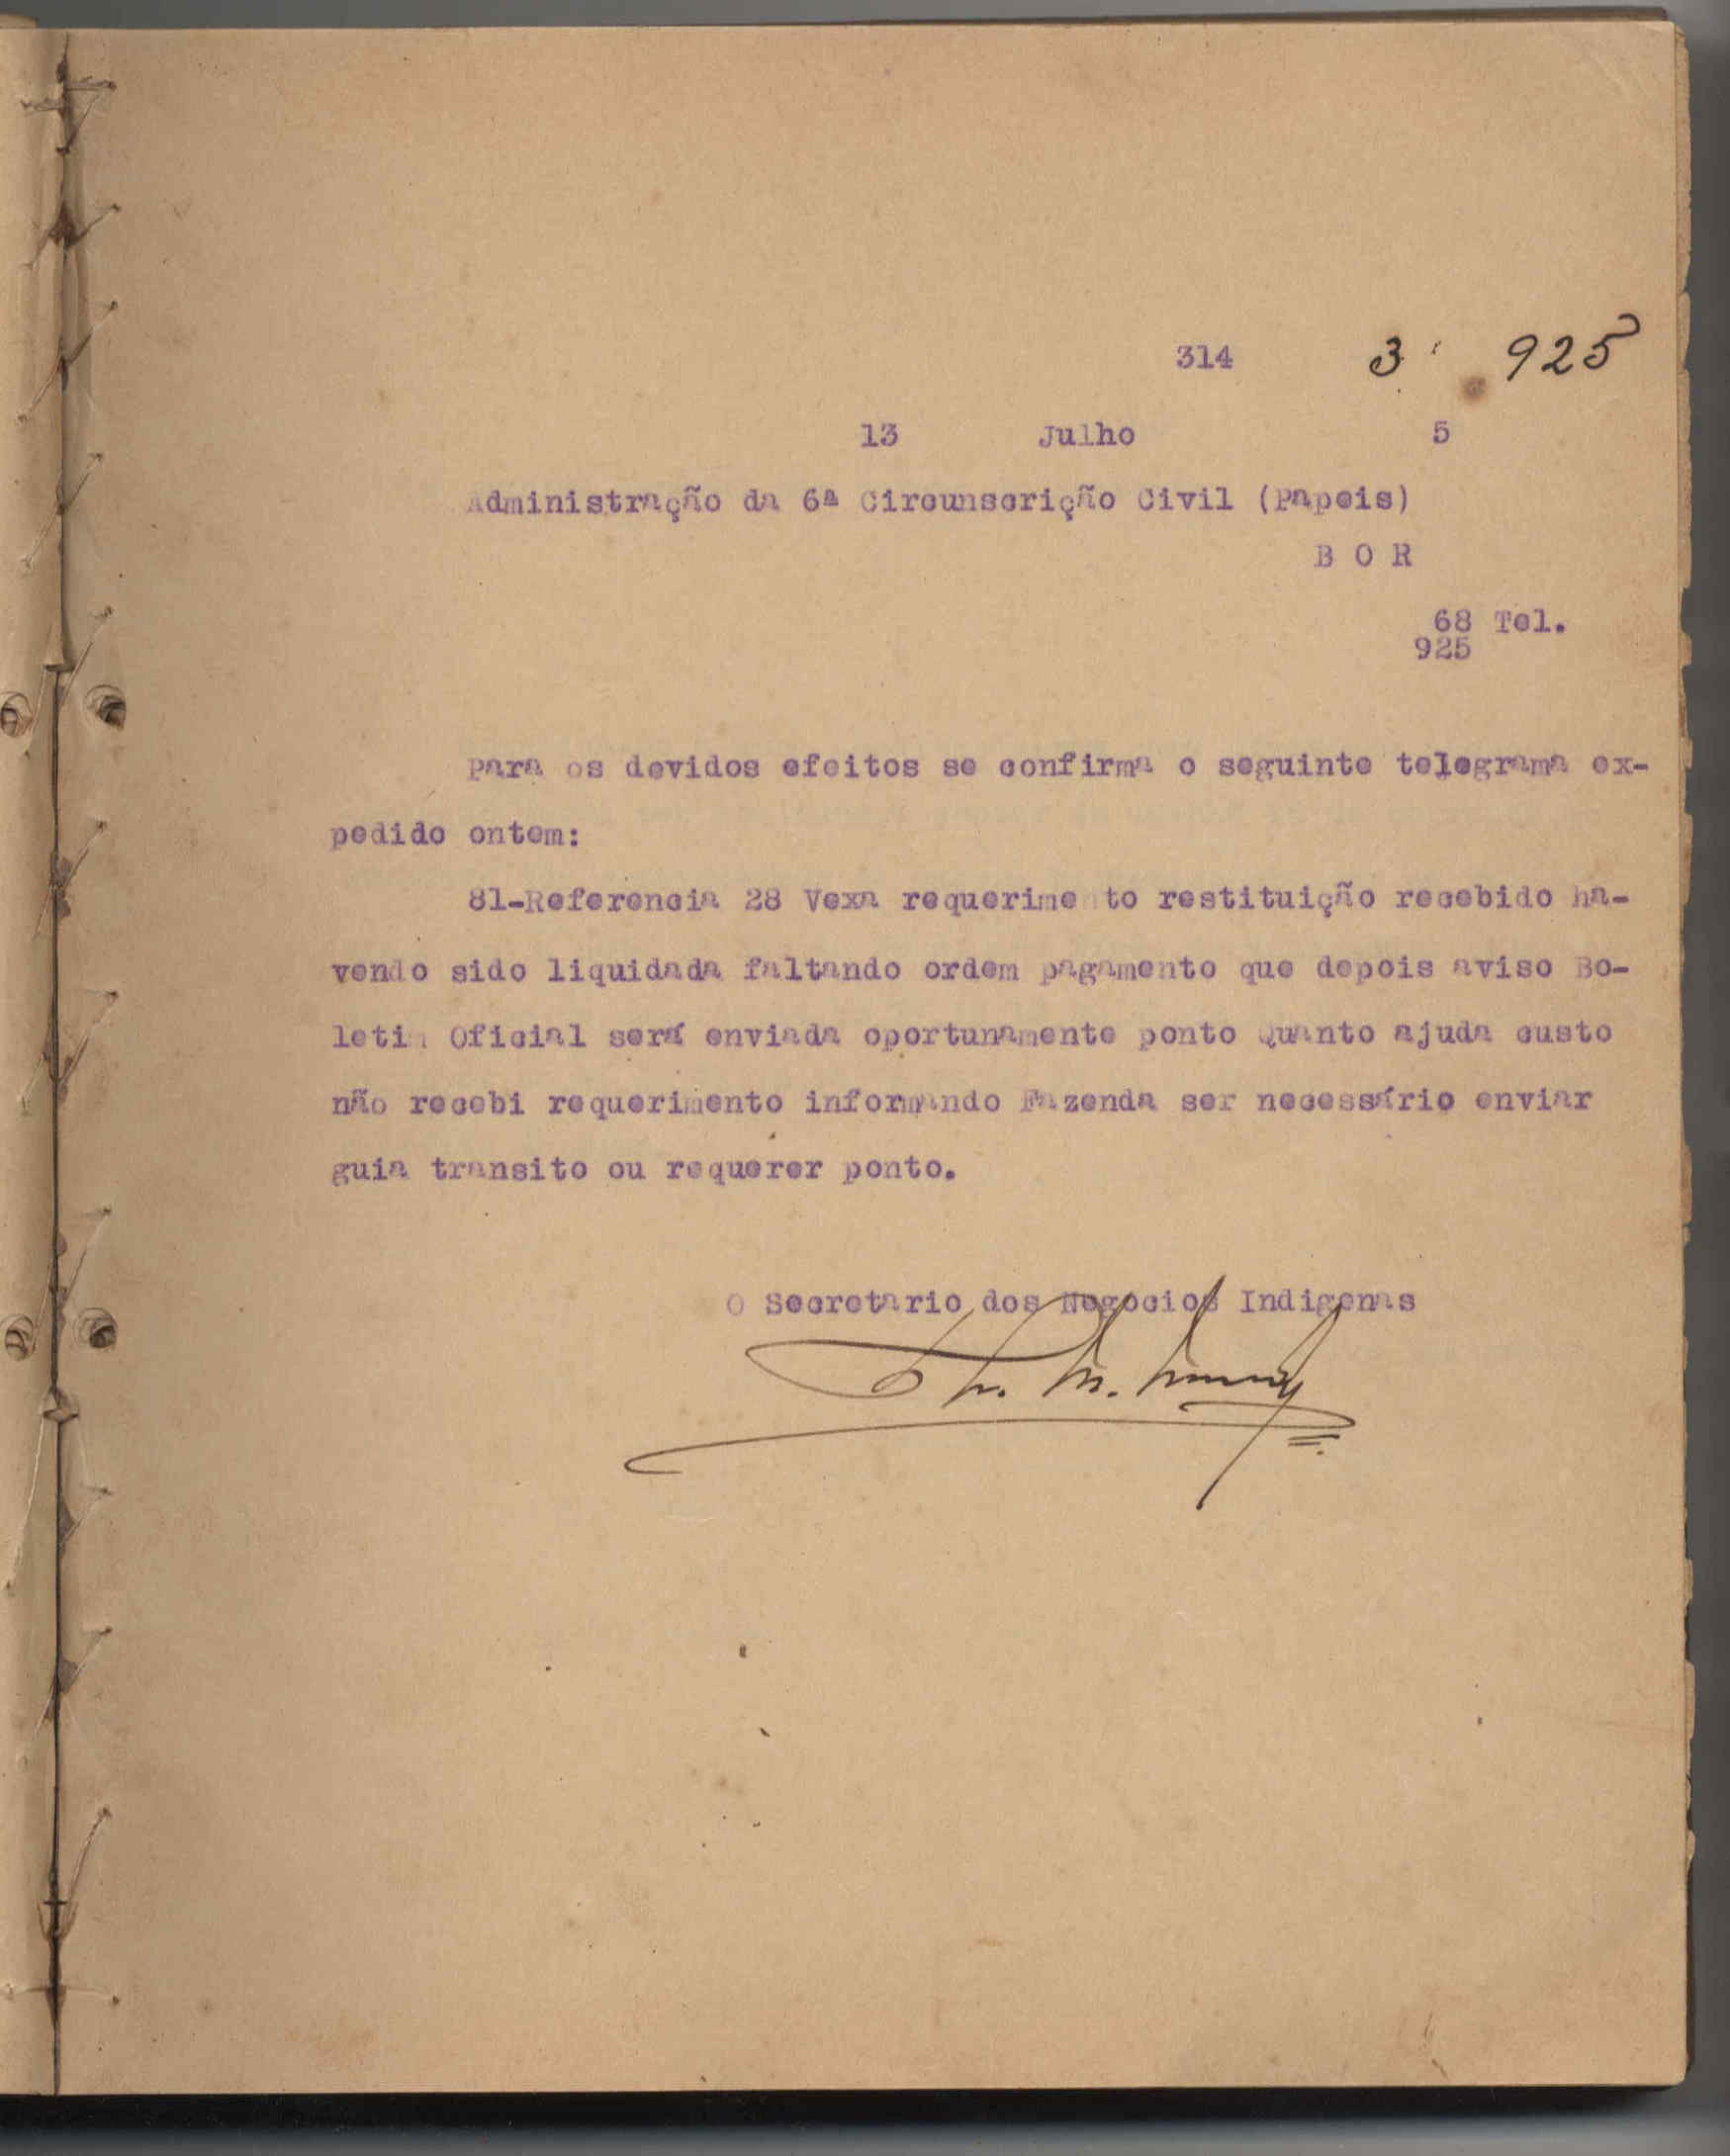 314 3 925
13 Julho 5
Administração da 6ª Circunscrição Civil (Papeis)
B O R
68 Tel.
925
Para os devidos efeitos se confirma o seguinte telegrama ex-
pedido ontem:
81-Referencia 28 Vexa requerimento restituição recebido ha-
vendo sido liquidada faltando ordem pagamento que depois aviso Bo-
letim Oficial será enviada oportunamente ponto Quanto ajuda custo
não recebi requerimento informando Fazenda ser necessário enviar
guia transito ou requerer ponto.
O Secretario dos Negocios Indigenas